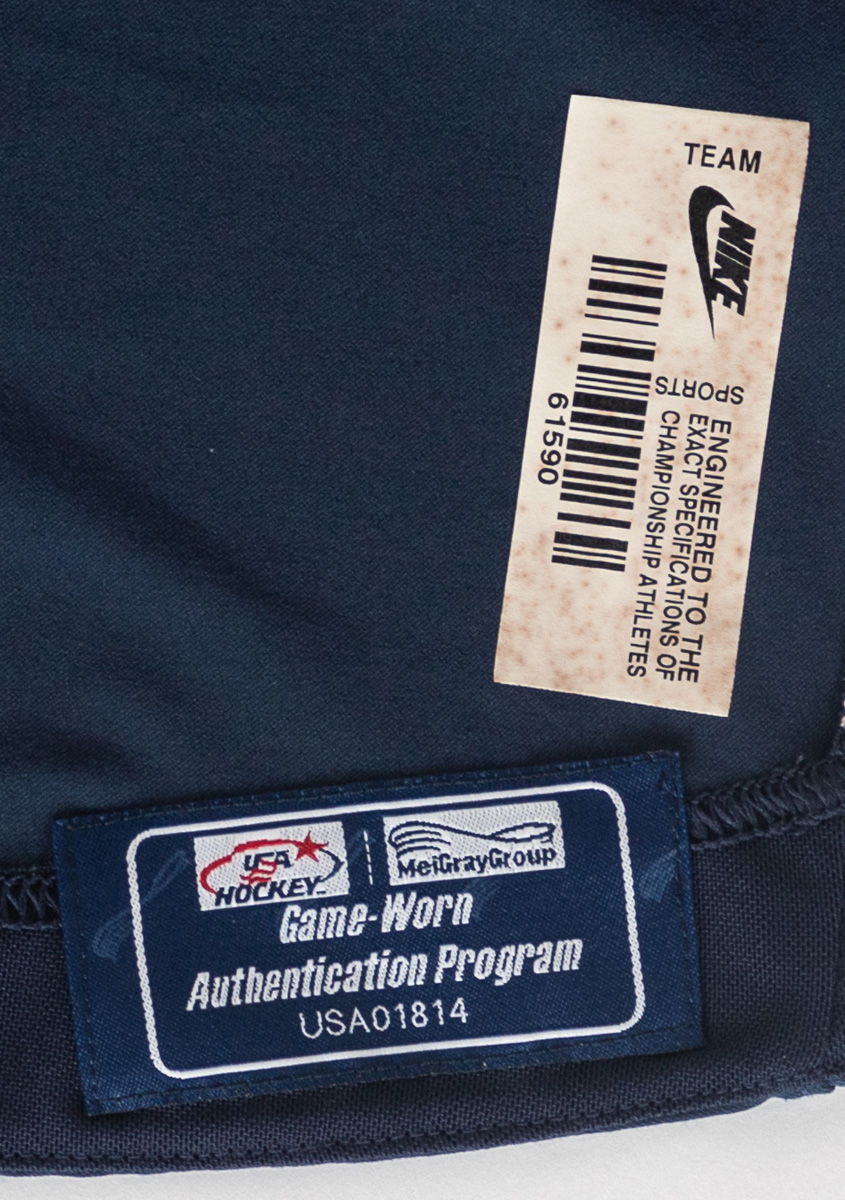 TEAM
NIKE
SPORTS
ENGINEERED TO THE
EXACT SPECIFICATIONS OF
CHAMPIONSHIP ATHLETES
61590
USA
HOCKEY
MeiGrayGroup
Game-Worn
Authentication Program
USA01814